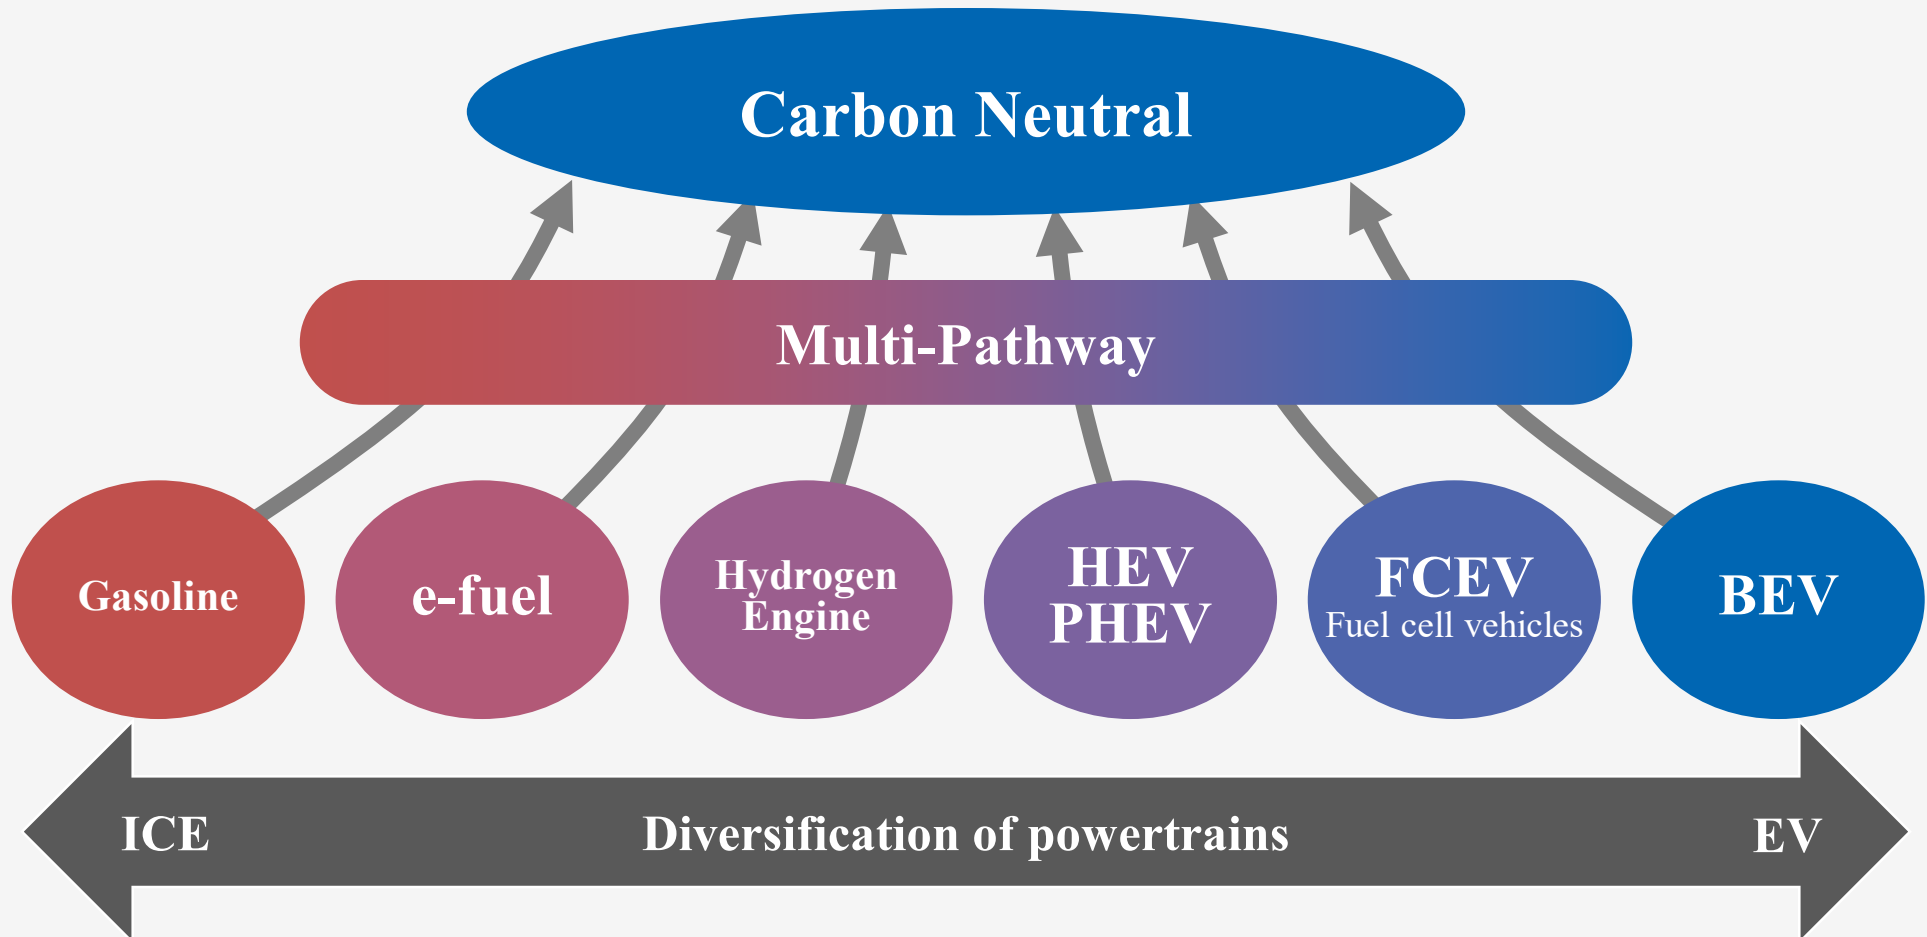 Carbon Neutral
Multi-Pathway
Gasoline
e-fuel
Hydrogen
Engine
HEV
PHEV
FCEV
Fuel cell vehicles
BEV
ICE
Diversification of powertrains
EV